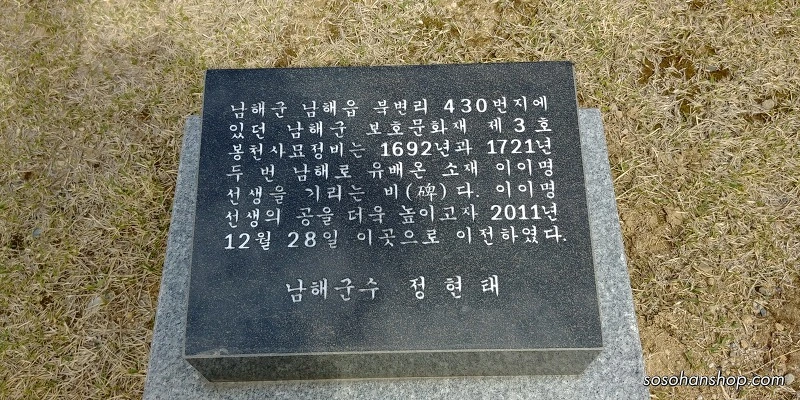 남해군 남해읍 북변리 430번지에
있던 남해군 보호문화재 제3호
봉천사묘정비는 1692년과 1721년
두 번 남해로 유배온 소재 이이명
선생을 기리는 비(碑)다. 이이명
선생의 공을 더욱 높이고자 2011년
12월 28일 이곳으로 이전하였다.
남해군수 정현태
sosohanshop.com